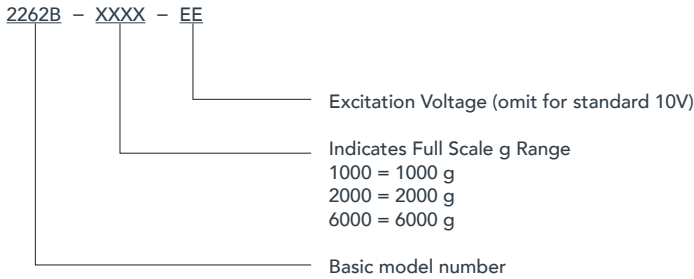 2262B – XXXX – EE
Excitation Voltage (omit for standard 10V)
Indicates Full Scale g Range
1000 = 1000 g
2000 = 2000 g
6000 = 6000 g
Basic model number